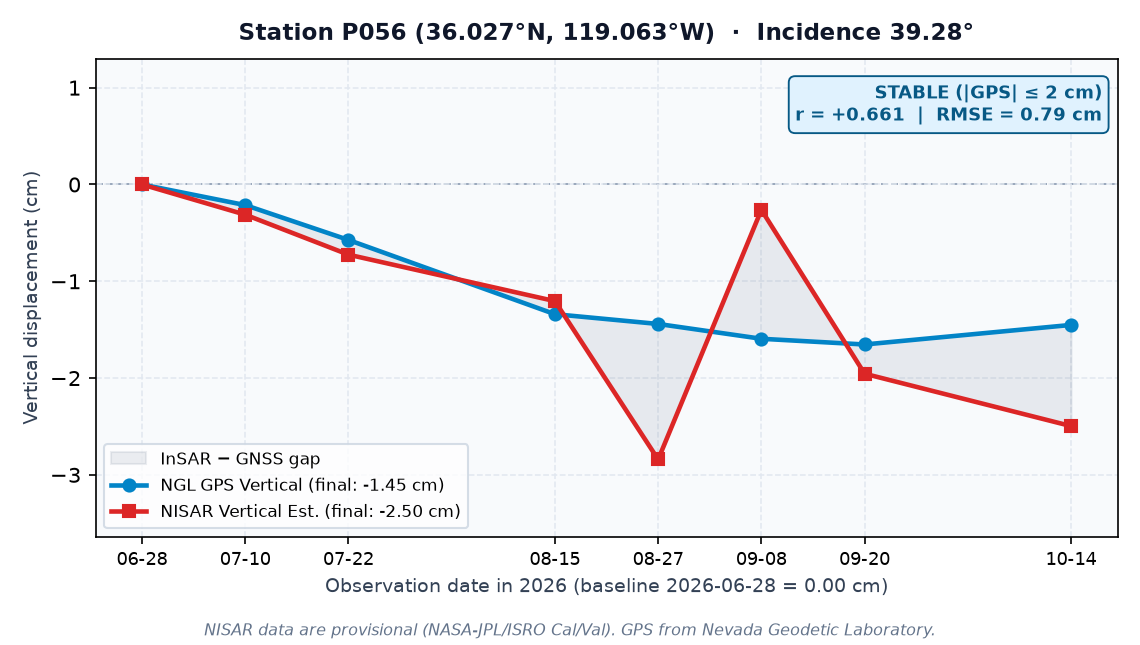 Station P056 (36.027°N, 119.063°W)  ·  Incidence 39.28°
STABLE (|GPS| ≤ 2 cm)
r = +0.661  |  RMSE = 0.79 cm
Vertical displacement (cm)
1
0
−1
−2
−3
InSAR − GNSS gap
NGL GPS Vertical (final: -1.45 cm)
NISAR Vertical Est. (final: -2.50 cm)
06-28 07-10 07-22 08-15 08-27 09-08 09-20 10-14
Observation date in 2026 (baseline 2026-06-28 = 0.00 cm)
NISAR data are provisional (NASA-JPL/ISRO Cal/Val). GPS from Nevada Geodetic Laboratory.